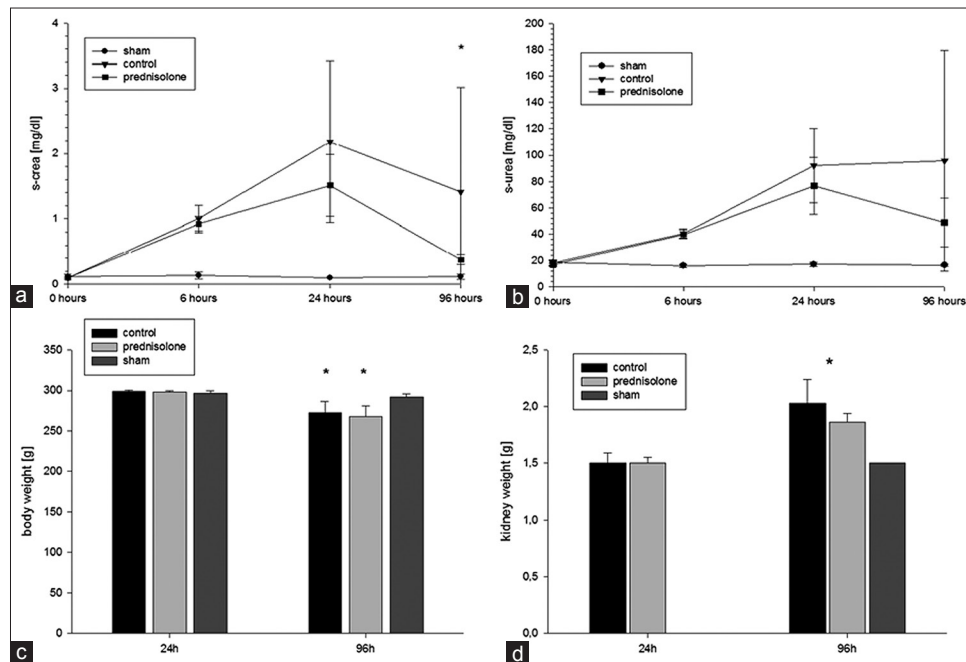 4
3
2
1
0
s-crea [mg/dl]
sham
control
prednisolone
*
0 hours
6 hours
24 hours
96 hours
a
200
180
160
140
120
100
80
60
40
20
0
s-urea [mg/dl]
sham
control
prednisolone
0 hours
6 hours
24 hours
96 hours
b
350
300
250
200
150
100
50
0
body weight [g]
control
prednisolone
sham
* *
24h
96h
c
2,5
2,0
1,5
1,0
0,5
0,0
kidney weight [g]
control
prednisolone
sham
*
24h
96h
d